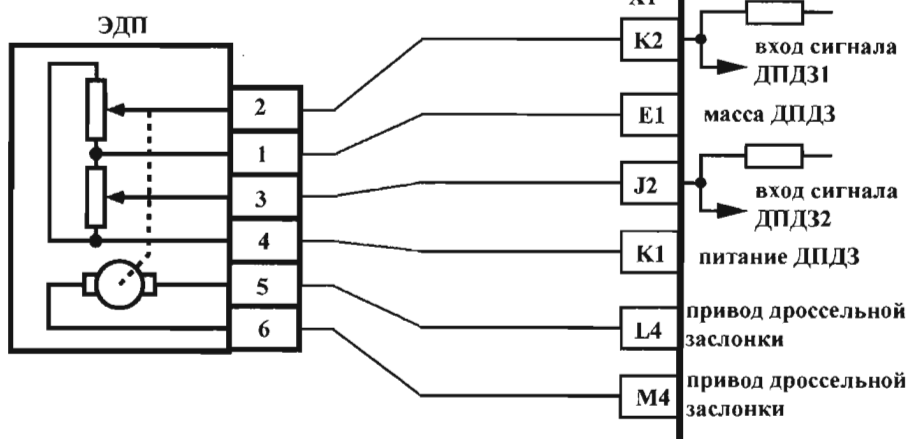 ЭДП
K2
вход сигнала
ДПДЗ1
2
E1
масса ДПДЗ
1
J2
вход сигнала
ДПДЗ2
3
4
K1
питание ДПДЗ
5
L4
привод дроссельной
заслонки
6
M4
привод дроссельной
заслонки